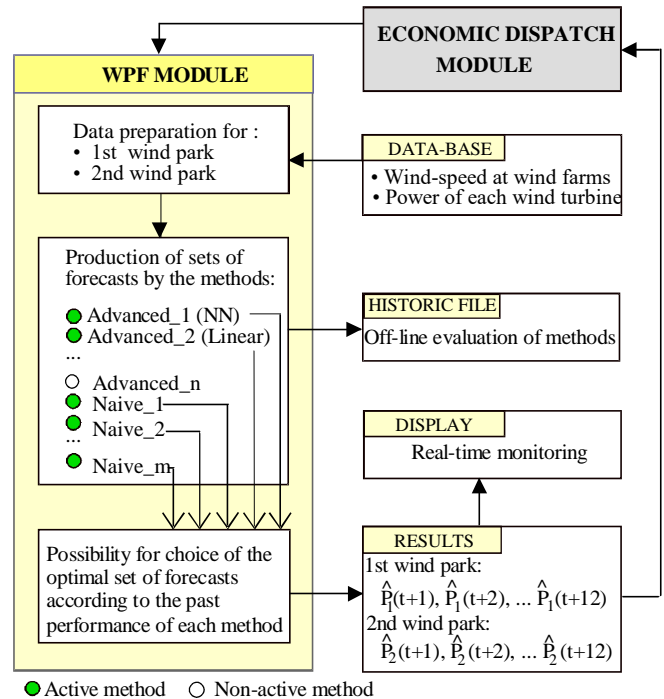 ECONOMIC DISPATCH
MODULE
WPF MODULE
Data preparation for :
• 1st wind park
• 2nd wind park
DATA-BASE
• Wind-speed at wind farms
• Power of each wind turbine
Production of sets of
forecasts by the methods:
Advanced_1 (NN)
Advanced_2 (Linear)
...
Advanced_n
Naive_1
Naive_2
...
Naive_m
HISTORIC FILE
Off-line evaluation of methods
DISPLAY
Real-time monitoring
Possibility for choice of the
optimal set of forecasts
according to the past
performance of each method
RESULTS
1st wind park:
P̂₁(t+1), P̂₁(t+2), ... P̂₁(t+12)
2nd wind park:
P̂₂(t+1), P̂₂(t+2), ... P̂₂(t+12)
Active method
Non-active method